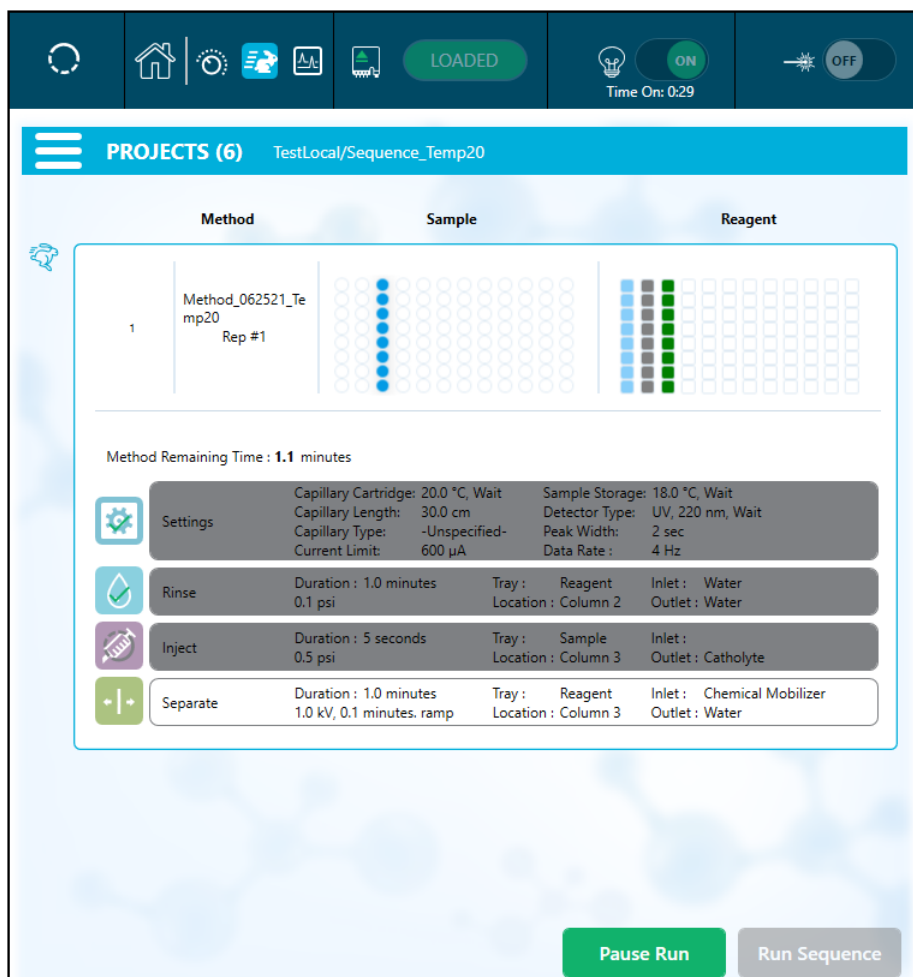 LOADED
ON
Time On: 0:29
OFF
PROJECTS (6) TestLocal/Sequence_Temp20
Method Sample Reagent
1
Method_062521_Te
mp20
Rep #1
Method Remaining Time : 1.1 minutes
Settings
Capillary Cartridge: 20.0 °C, Wait Sample Storage: 18.0 °C, Wait
Capillary Length: 30.0 cm Detector Type: UV, 220 nm, Wait
Capillary Type: -Unspecified- Peak Width: 2 sec
Current Limit: 600 µA Data Rate : 4 Hz
Rinse
Duration : 1.0 minutes Tray : Reagent Inlet : Water
0.1 psi Location : Column 2 Outlet : Water
Inject
Duration : 5 seconds Tray : Sample Inlet :
0.5 psi Location : Column 3 Outlet : Catholyte
Separate
Duration : 1.0 minutes Tray : Reagent Inlet : Chemical Mobilizer
1.0 kV, 0.1 minutes. ramp Location : Column 3 Outlet : Water
Pause Run Run Sequence